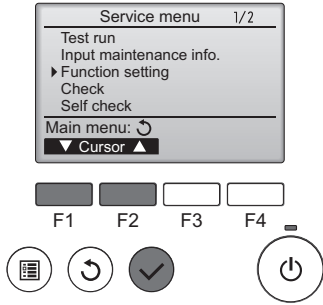 Service menu 1/2
Test run
Input maintenance info.
Function setting
Check
Self check
Main menu:
Cursor
F1 F2 F3 F4